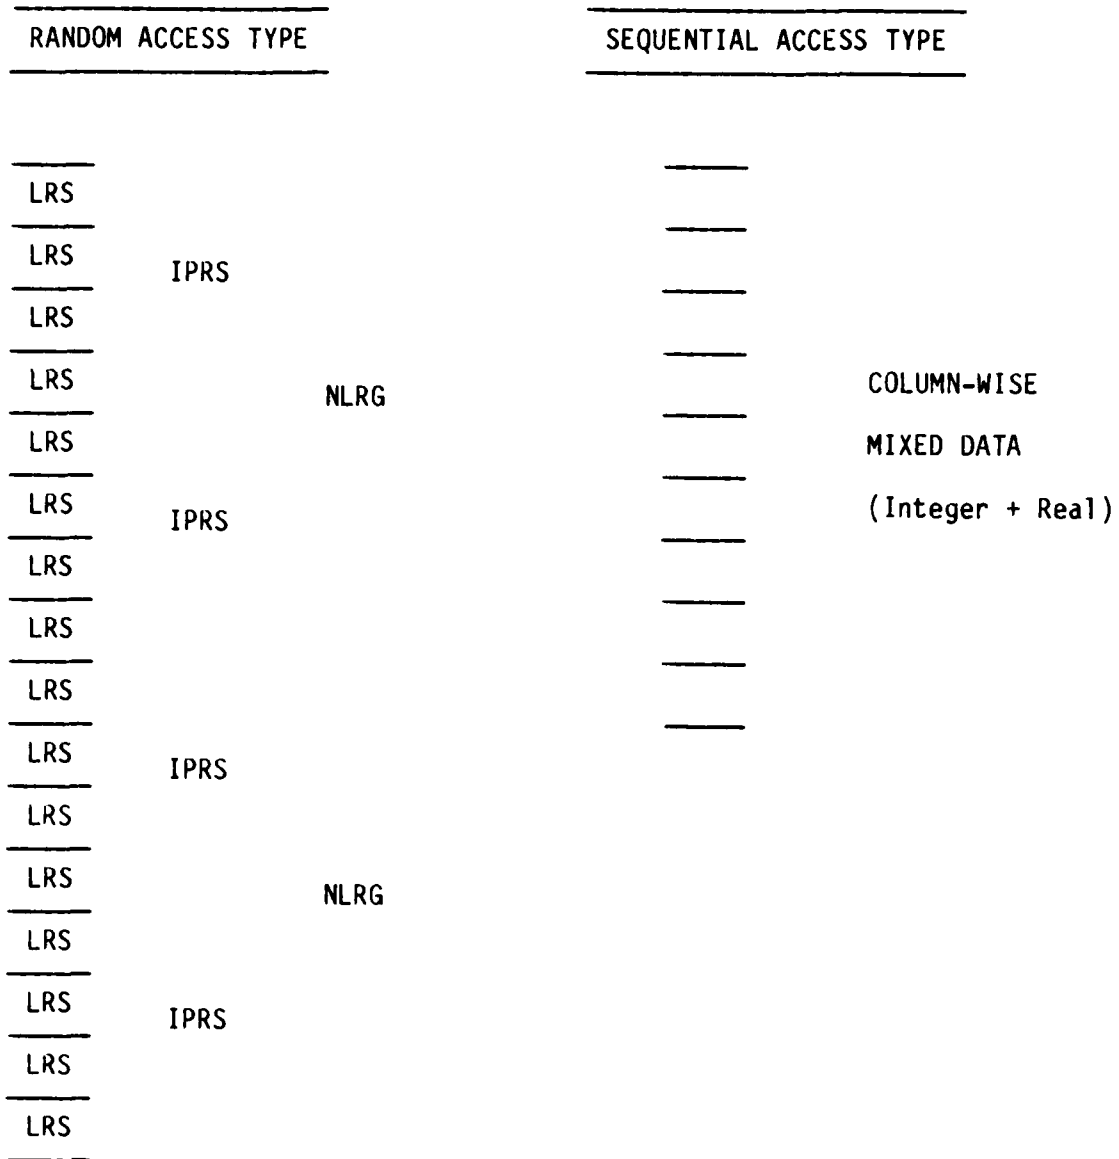 RANDOM ACCESS TYPE
SEQUENTIAL ACCESS TYPE
LRS
LRS
IPRS
LRS
LRS
NLRG
LRS
LRS
IPRS
LRS
LRS
LRS
LRS
IPRS
LRS
LRS
NLRG
LRS
LRS
IPRS
LRS
LRS
COLUMN-WISE
MIXED DATA
(Integer + Real)